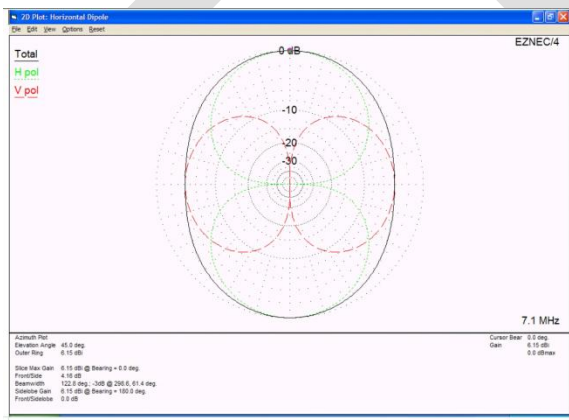 2D Plot: Horizontal Dipole
File Edit View Options Reset
EZNEC/4
Total
H pol
V pol
0 dB
-10
-20
-30
7.1 MHz
Azimuth Plot
Elevation Angle 45.0 deg.
Outer Ring 6.15 dBi
Cursor Bear 0.0 deg.
Gain 6.15 dBi
0.0 dBmax
Slice Max Gain 6.15 dBi @ Bearing = 0.0 deg.
Front/Side 4.16 dB
Beamwidth 122.8 deg.; -3dB @ 298.6, 61.4 deg.
Sidelobe Gain 6.15 dBi @ Bearing = 180.0 deg.
Front/Sidelobe 0.0 dB